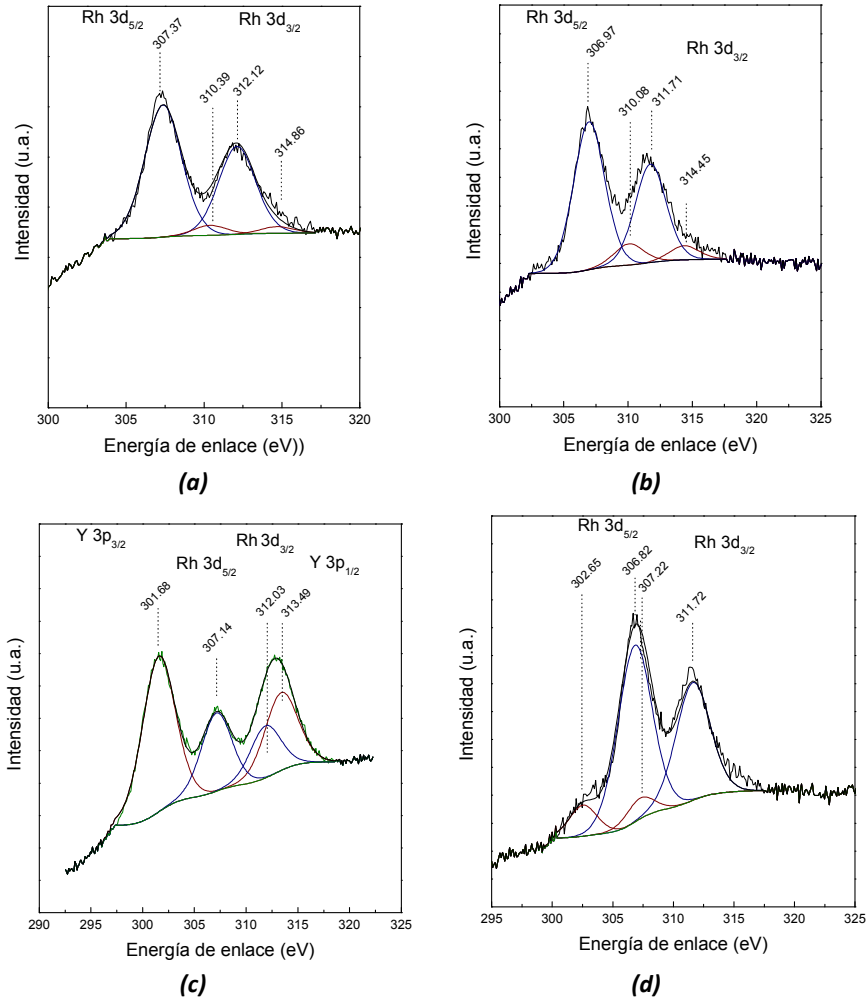 Rh 3d5/2
Rh 3d3/2
307.37
310.39
312.12
314.86
Intensidad (u.a.)
300
305
310
315
320
Energía de enlace (eV))
(a)
Rh 3d5/2
Rh 3d3/2
306.97
310.08
311.71
314.45
Intensidad (u.a.)
300
305
310
315
320
325
Energía de enlace (eV)
(b)
Y 3p3/2
Rh 3d5/2
Rh 3d3/2
Y 3p1/2
301.68
307.14
312.03
313.49
Intensidad (u.a.)
290
295
300
305
310
315
320
325
Energía de enlace (eV)
(c)
Rh 3d5/2
Rh 3d3/2
302.65
306.82
307.22
311.72
Intensidad (u.a.)
295
300
305
310
315
320
325
Energía de enlace (eV)
(d)